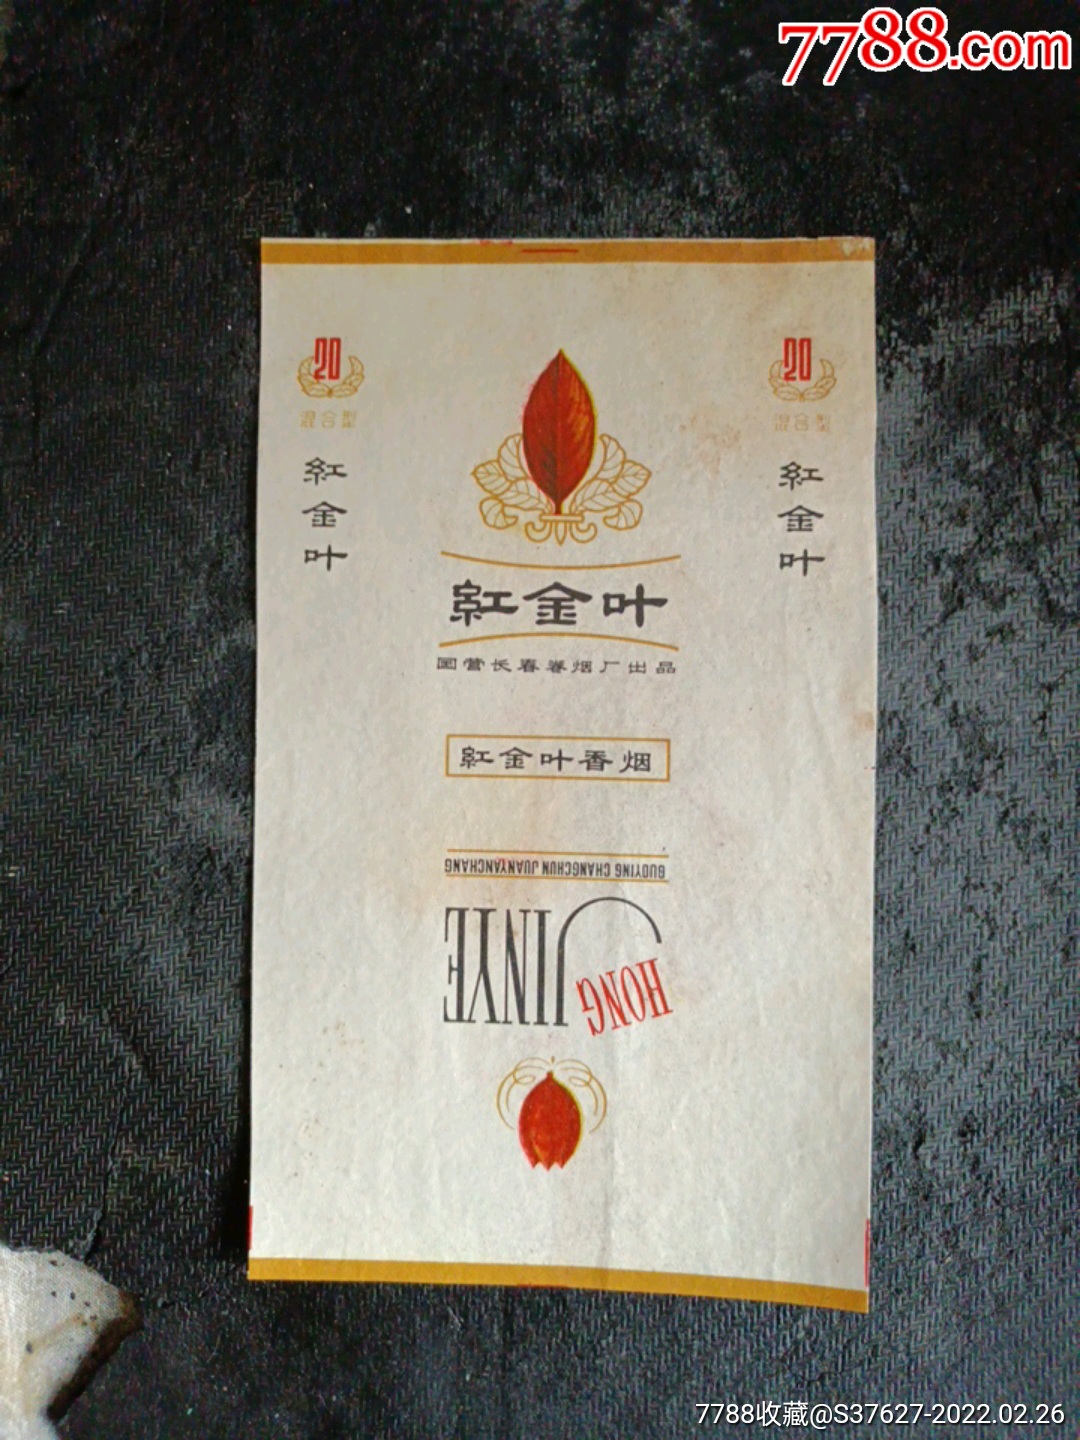 7788.com
20
混合型
紅金叶
20
混合型
紅金叶
紅金叶
国营长春卷烟厂出品
紅金叶香烟
GUOYING CHANGCHUN JUANYANCHANG
HONG
JINYE
7788收藏@S37627-2022.02.26